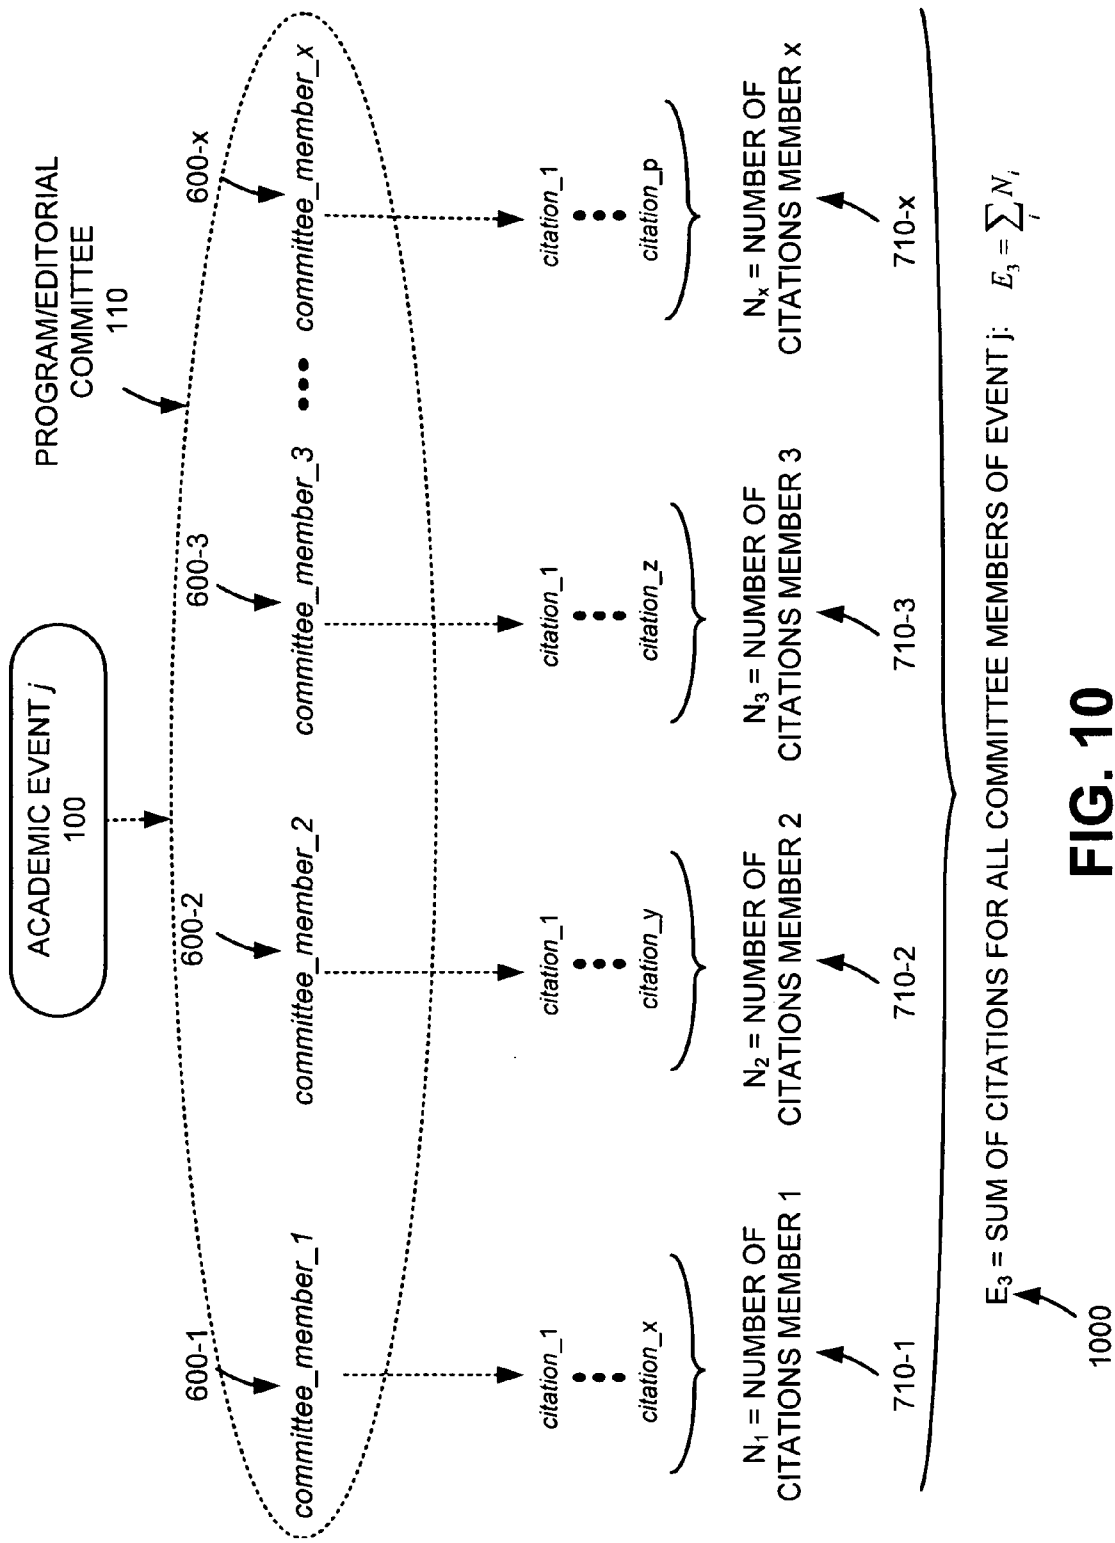 ACADEMIC EVENT j
100
PROGRAM/EDITORIAL
COMMITTEE
110
600-1
600-2
600-3
600-x
committee_member_1
committee_member_2
committee_member_3
committee_member_x
citation_1
citation_1
citation_1
citation_1
citation_x
citation_y
citation_z
citation_p
N₁ = NUMBER OF
CITATIONS MEMBER 1
N₂ = NUMBER OF
CITATIONS MEMBER 2
N₃ = NUMBER OF
CITATIONS MEMBER 3
Nₓ = NUMBER OF
CITATIONS MEMBER x
710-1
710-2
710-3
710-x
E₃ = SUM OF CITATIONS FOR ALL COMMITTEE MEMBERS OF EVENT j: E₃ = ∑ᵢ Nᵢ
1000
FIG. 10